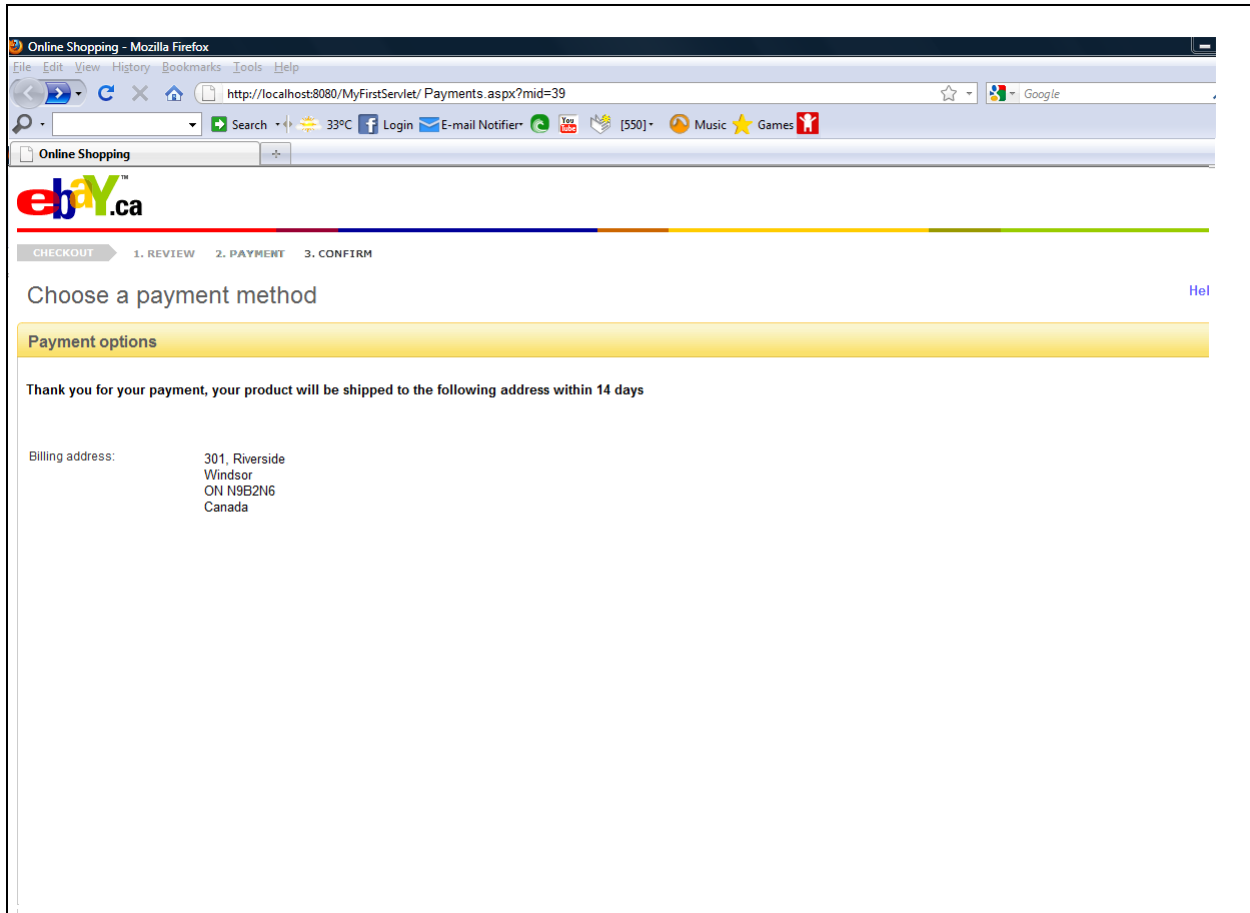 Online Shopping - Mozilla Firefox
File Edit View History Bookmarks Tools Help
http://localhost:8080/MyFirstServlet/ Payments.aspx?mid=39
Google
Search 33°C Login E-mail Notifier You Tube [550] Music Games
Online Shopping
ebaY™.ca
CHECKOUT 1. REVIEW 2. PAYMENT 3. CONFIRM
Choose a payment method
Hel
Payment options
Thank you for your payment, your product will be shipped to the following address within 14 days
Billing address: 301, Riverside
Windsor
ON N9B2N6
Canada